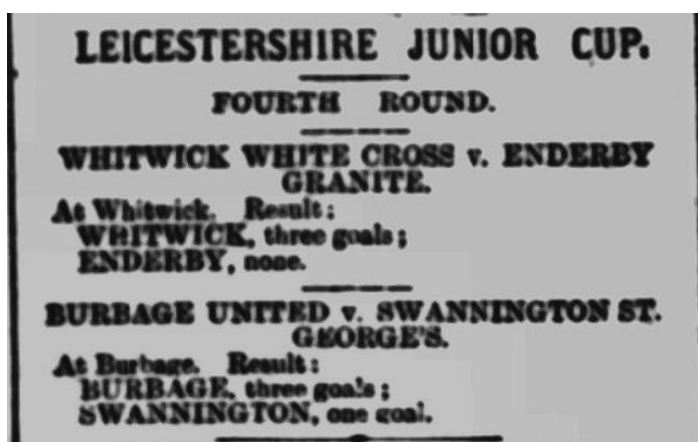 LEICESTERSHIRE JUNIOR CUP.
FOURTH ROUND.
WHITWICK WHITE CROSS v. ENDERBY
GRANITE.
At Whitwick. Result:
WHITWICK, three goals;
ENDERBY, none.
BURBAGE UNITED v. SWANNINGTON ST.
GEORGE'S.
At Burbage. Result:
BURBAGE, three goals;
SWANNINGTON, one goal.